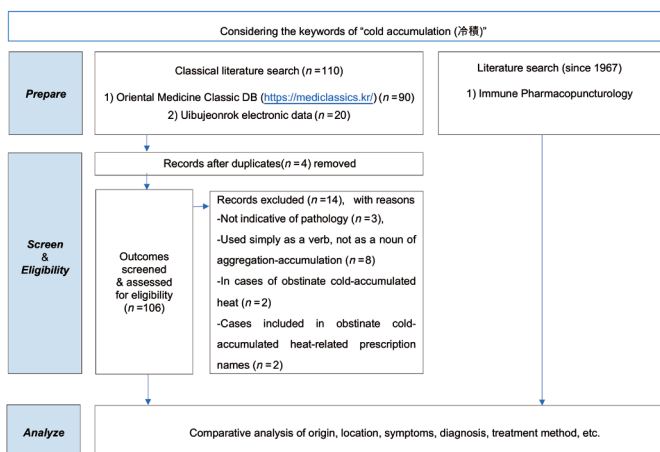 Considering the keywords of “cold accumulation (冷積)”
Prepare
Classical literature search (n=110)
1) Oriental Medicine Classic DB (https://mediclassics.kr/) (n=90)
2) Uibujeonrok electronic data (n=20)
Literature search (since 1967)
1) Immune Pharmacopuncturology
Screen
&
Eligibility
Records after duplicates(n=4) removed
Outcomes
screened
& assessed
for eligibility
(n=106)
Records excluded (n=14), with reasons
-Not indicative of pathology (n=3),
-Used simply as a verb, not as a noun of
aggregation-accumulation (n=8)
-In cases of obstinate cold-accumulated
heat (n=2)
-Cases included in obstinate cold-
accumulated heat-related prescription
names (n=2)
Analyze
Comparative analysis of origin, location, symptoms, diagnosis, treatment method, etc.